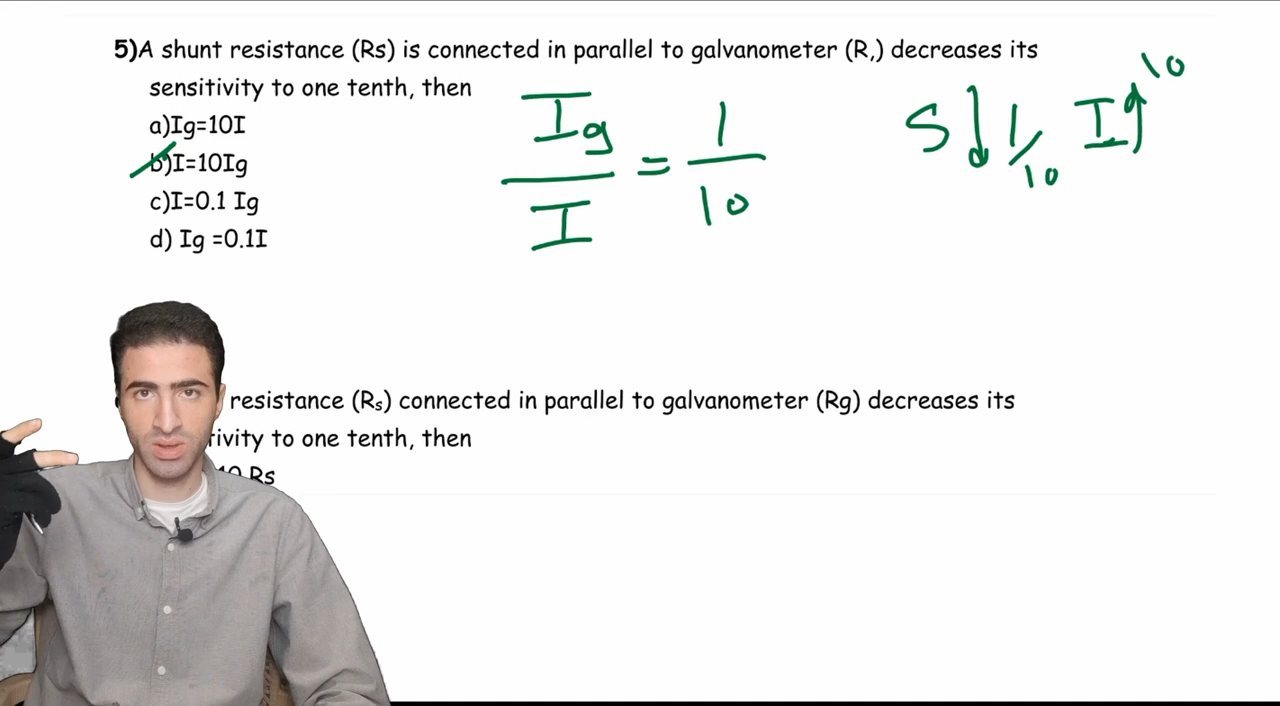 5)A shunt resistance (Rs) is connected in parallel to galvanometer (R,) decreases its
sensitivity to one tenth, then
a)Ig=10I
b)I=10Ig
c)I=0.1 Ig
d) Ig =0.1I
Ig/I = 1/10
S↓ 1/10 I↑ 10
resistance (Rs) connected in parallel to galvanometer (Rg) decreases its
to one tenth, then
Rs